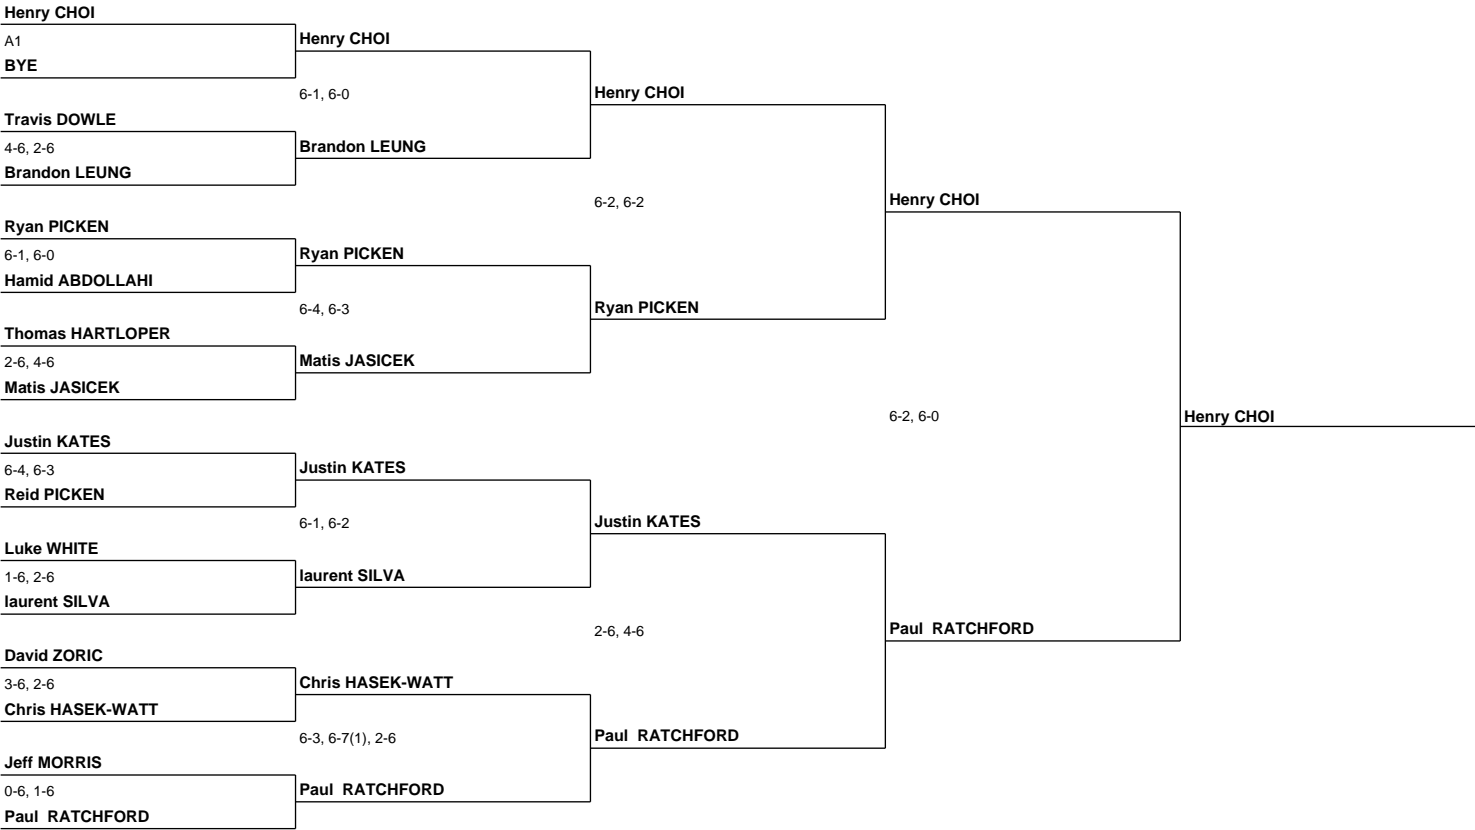 Henry CHOI
A1
BYE
Henry CHOI
6-1, 6-0
Henry CHOI
Travis DOWLE
4-6, 2-6
Brandon LEUNG
Brandon LEUNG
6-2, 6-2
Henry CHOI
Ryan PICKEN
6-1, 6-0
Hamid ABDOLLAHI
Ryan PICKEN
6-4, 6-3
Ryan PICKEN
Thomas HARTLOPER
2-6, 4-6
Matis JASICEK
Matis JASICEK
6-2, 6-0
Henry CHOI
Justin KATES
6-4, 6-3
Reid PICKEN
Justin KATES
6-1, 6-2
Justin KATES
Luke WHITE
1-6, 2-6
laurent SILVA
laurent SILVA
2-6, 4-6
Paul RATCHFORD
David ZORIC
3-6, 2-6
Chris HASEK-WATT
Chris HASEK-WATT
6-3, 6-7(1), 2-6
Paul RATCHFORD
Jeff MORRIS
0-6, 1-6
Paul RATCHFORD
Paul RATCHFORD